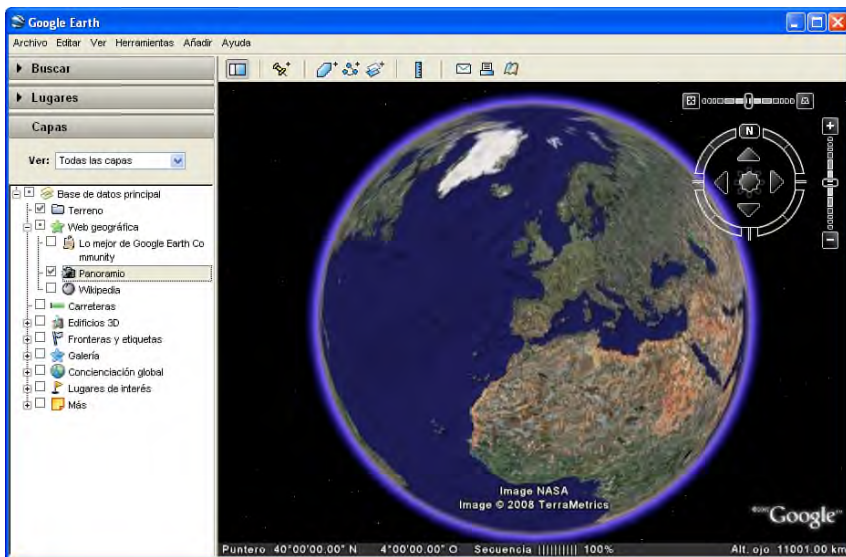 Google Earth
Archivo Editar Ver Herramientas Añadir Ayuda
Buscar
Lugares
Capas
Ver: Todas las capas
Base de datos principal
Terreno
Web geográfica
Lo mejor de Google Earth Co
mmunity
Panoramio
Wikipedia
Carreteras
Edificios 3D
Fronteras y etiquetas
Galería
Concienciación global
Lugares de interés
Más
N
Image NASA
Image © 2008 TerraMetrics
Google
Puntero 40°00'00.00" N 4°00'00.00" O Secuencia 100% Alt. ojo 11001.00 km